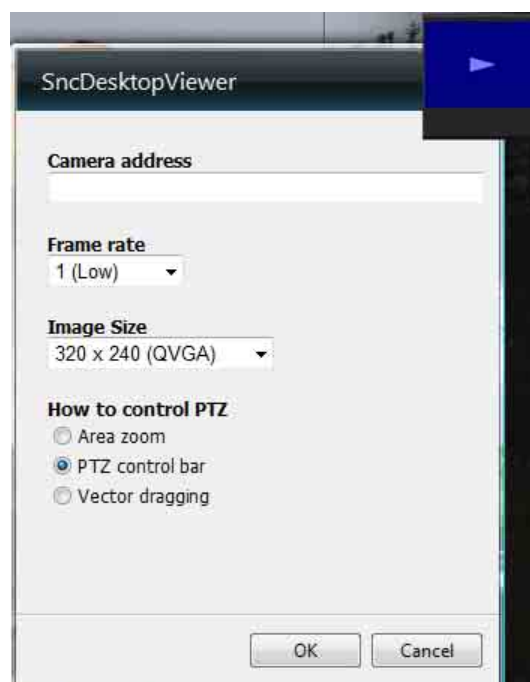 SncDesktopViewer
Camera address
Frame rate
1 (Low)
Image Size
320 x 240 (QVGA)
How to control PTZ
Area zoom
PTZ control bar
Vector dragging
OK
Cancel